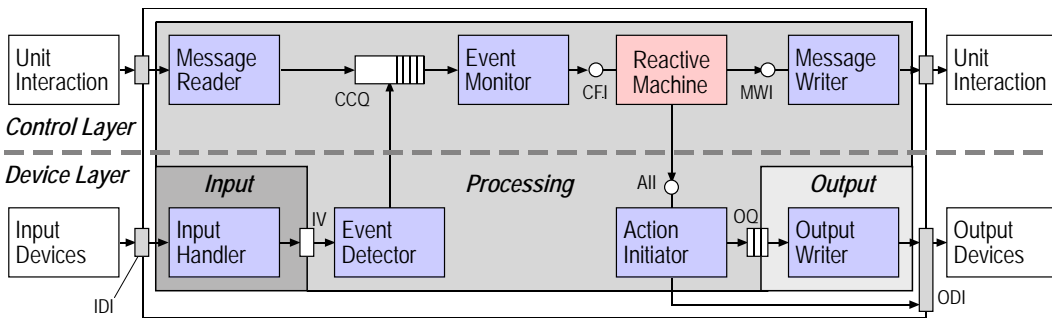 Unit
Interaction
Message
Reader
CCQ
Event
Monitor
CFI
Reactive
Machine
MWI
Message
Writer
Unit
Interaction
Control Layer
Device Layer
Input
Processing
AII
Output
Input
Devices
IDI
Input
Handler
IV
Event
Detector
Action
Initiator
OQ
Output
Writer
Output
Devices
ODI